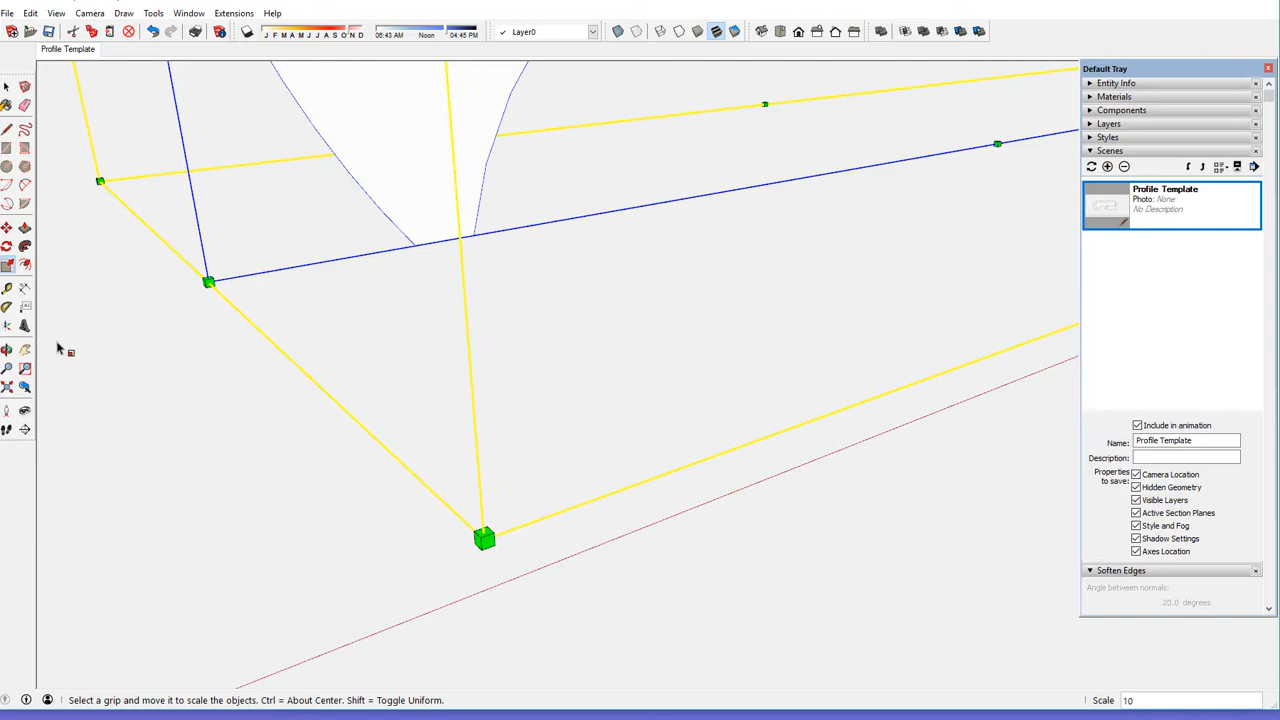 File Edit View Camera Draw Tools Window Extensions Help
J F M A M J J A S O N D 06:43 AM Noon 04:45 PM ✓ Layer0
Profile Template
Default Tray
Entity Info
Materials
Components
Layers
Styles
Scenes
Profile Template
Photo: None
No Description
Include in animation
Name: Profile Template
Description:
Properties to save:
Camera Location
Hidden Geometry
Visible Layers
Active Section Planes
Style and Fog
Shadow Settings
Axes Location
Soften Edges
Angle between normals:
20.0 degrees
Select a grip and move it to scale the objects. Ctrl = About Center. Shift = Toggle Uniform. Scale 10